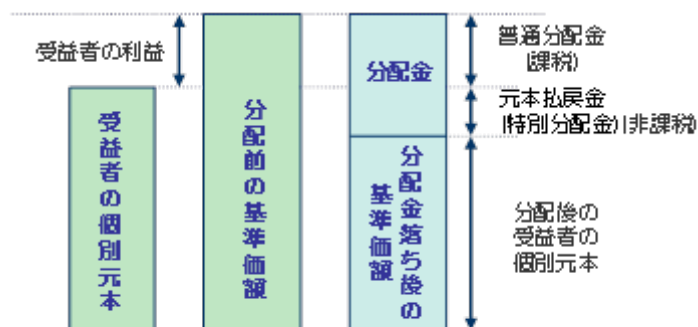 受益者の利益
受益者の個別元本
分配前の基準価額
分配金
分配金落ち後の
基準価額
普通分配金
(課税)
元本払戻金
(特別分配金)(非課税)
分配後の
受益者の
個別元本